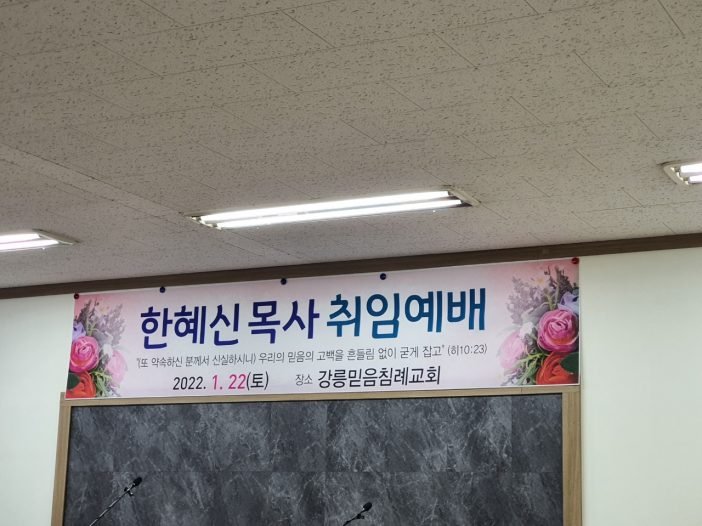 한혜신 목사 취임예배
"(또 약속하신 분께서 신실하시니) 우리의 믿음의 고백을 흔들림 없이 굳게 잡고" (히10:23)
2022. 1. 22(토) 장소 강릉믿음침례교회